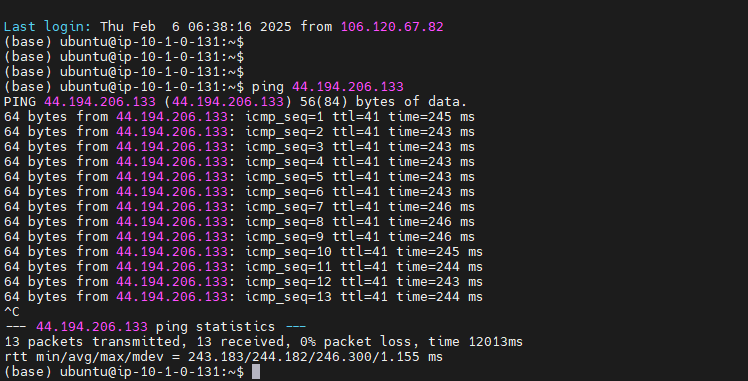 Last login: Thu Feb  6 06:38:16 2025 from 106.120.67.82
(base) ubuntu@ip-10-1-0-131:~$
(base) ubuntu@ip-10-1-0-131:~$
(base) ubuntu@ip-10-1-0-131:~$
(base) ubuntu@ip-10-1-0-131:~$ ping 44.194.206.133
PING 44.194.206.133 (44.194.206.133) 56(84) bytes of data.
64 bytes from 44.194.206.133: icmp_seq=1 ttl=41 time=245 ms
64 bytes from 44.194.206.133: icmp_seq=2 ttl=41 time=243 ms
64 bytes from 44.194.206.133: icmp_seq=3 ttl=41 time=243 ms
64 bytes from 44.194.206.133: icmp_seq=4 ttl=41 time=243 ms
64 bytes from 44.194.206.133: icmp_seq=5 ttl=41 time=243 ms
64 bytes from 44.194.206.133: icmp_seq=6 ttl=41 time=243 ms
64 bytes from 44.194.206.133: icmp_seq=7 ttl=41 time=246 ms
64 bytes from 44.194.206.133: icmp_seq=8 ttl=41 time=246 ms
64 bytes from 44.194.206.133: icmp_seq=9 ttl=41 time=246 ms
64 bytes from 44.194.206.133: icmp_seq=10 ttl=41 time=245 ms
64 bytes from 44.194.206.133: icmp_seq=11 ttl=41 time=244 ms
64 bytes from 44.194.206.133: icmp_seq=12 ttl=41 time=243 ms
64 bytes from 44.194.206.133: icmp_seq=13 ttl=41 time=244 ms
^C
--- 44.194.206.133 ping statistics ---
13 packets transmitted, 13 received, 0% packet loss, time 12013ms
rtt min/avg/max/mdev = 243.183/244.182/246.300/1.155 ms
(base) ubuntu@ip-10-1-0-131:~$